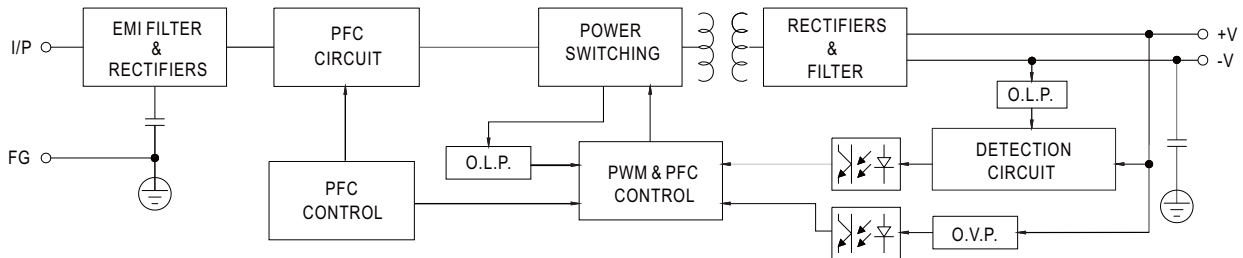 I/P
EMI FILTER
&
RECTIFIERS
PFC
CIRCUIT
POWER
SWITCHING
RECTIFIERS
&
FILTER
+V
-V
O.L.P.
FG
O.L.P.
PFC
CONTROL
PWM & PFC
CONTROL
DETECTION
CIRCUIT
O.V.P.